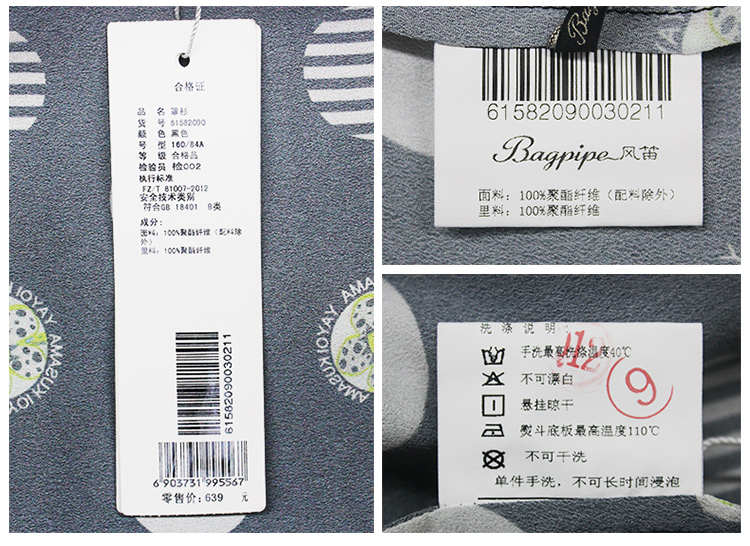 合格证
品 名 罩衫
货 号 61582090
颜 色 黑色
号 型 160/84A
等 级 合格品
检验员 检002
执行标准
FZ/T 81007-2012
安全技术类别
符合GB 18401 B类
成分：
面料：100%聚酯纤维（配料除
外）
里料：100%聚酯纤维
61582090030211
6 903731 995567
零售价：639 元
AMASUNJOYAY
AMASUNJOYAY
Bag
61582090030211
Bagpipe 风笛
面料：100%聚酯纤维（配料除外）
里料：100%聚酯纤维
洗 涤 说 明
手洗最高洗涤温度40℃
不可漂白
悬挂晾干
熨斗底板最高温度110℃
不可干洗
单件手洗，不可长时间浸泡
112
9